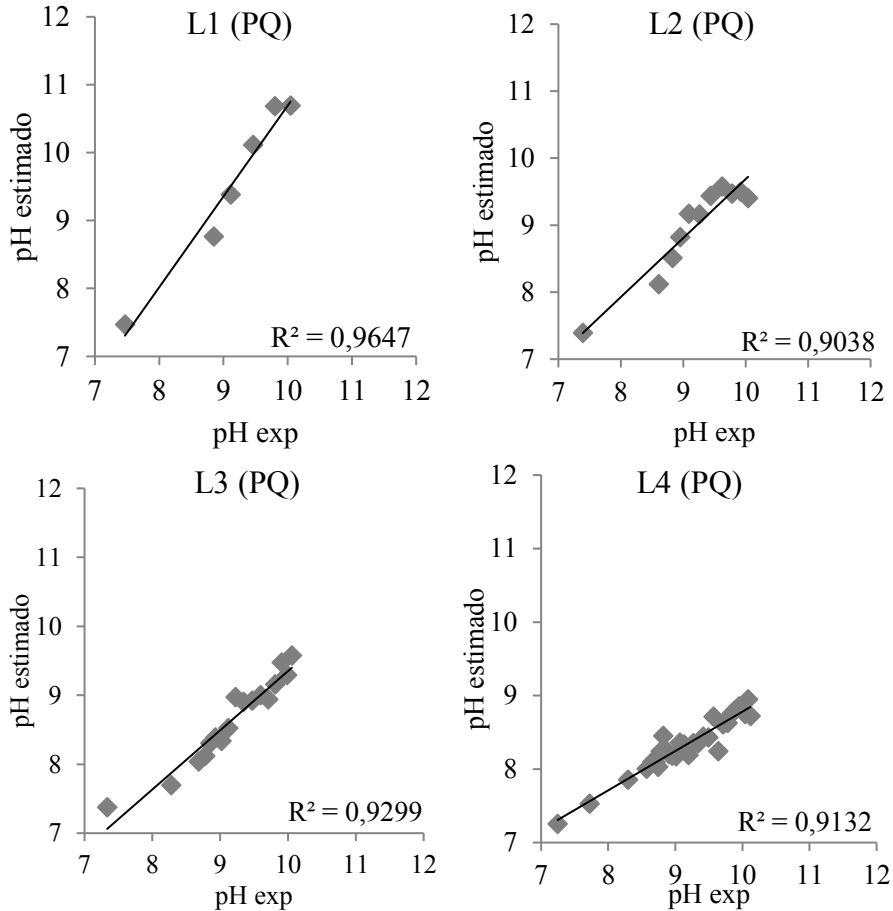 L1 (PQ)
12
11
10
9
8
7
pH estimado
R² = 0,9647
7 8 9 10 11 12
pH exp
L2 (PQ)
12
11
10
9
8
7
pH estimado
R² = 0,9038
7 8 9 10 11 12
pH exp
L3 (PQ)
12
11
10
9
8
7
pH estimado
R² = 0,9299
7 8 9 10 11 12
L4 (PQ)
12
11
10
9
8
7
pH estimado
R² = 0,9132
7 8 9 10 11 12
pH exp